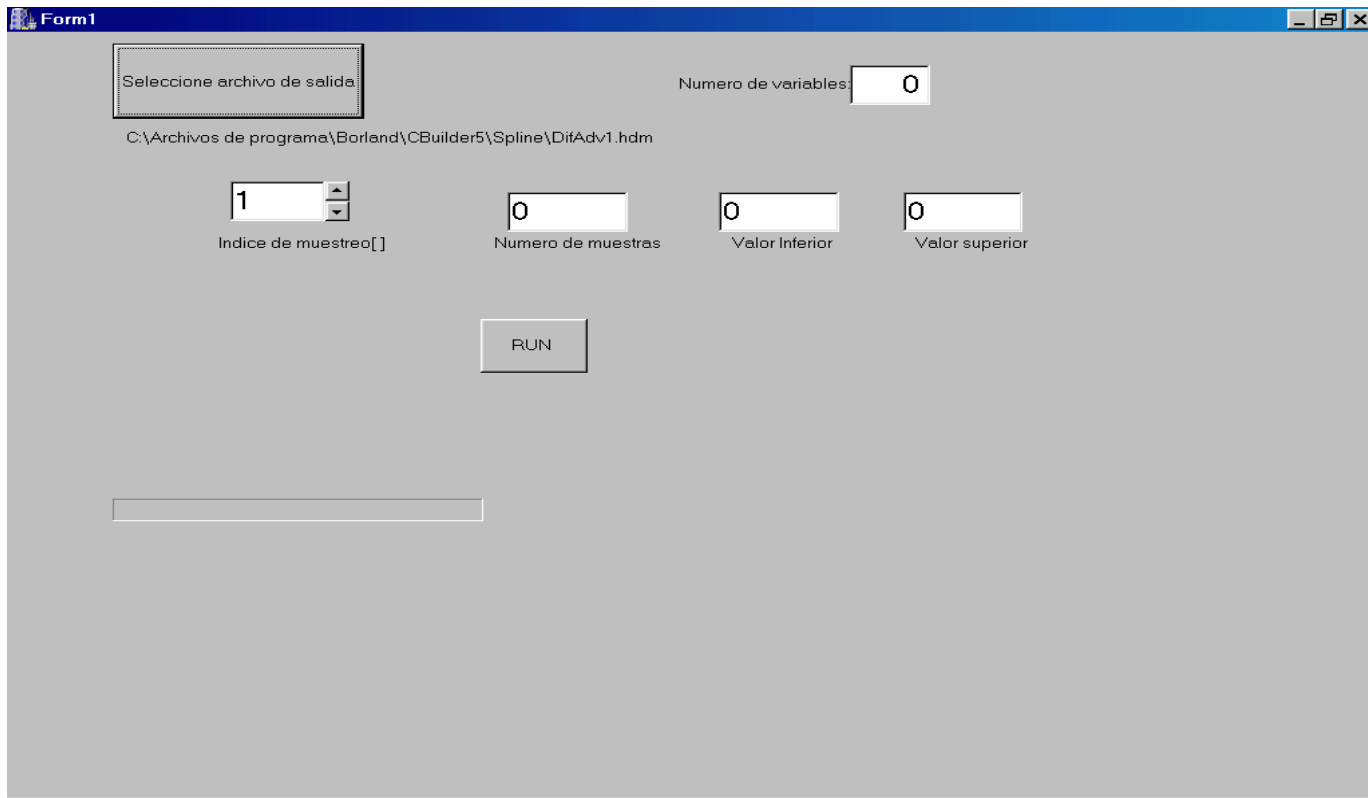 Form1
Seleccione archivo de salida
Numero de variables: 0
C:\Archivos de programa\Borland\CBuilder5\Spline\DifAdv1.hdm
1 0 0 0
Indice de muestreo[ ] Numero de muestras Valor Inferior Valor superior
RUN